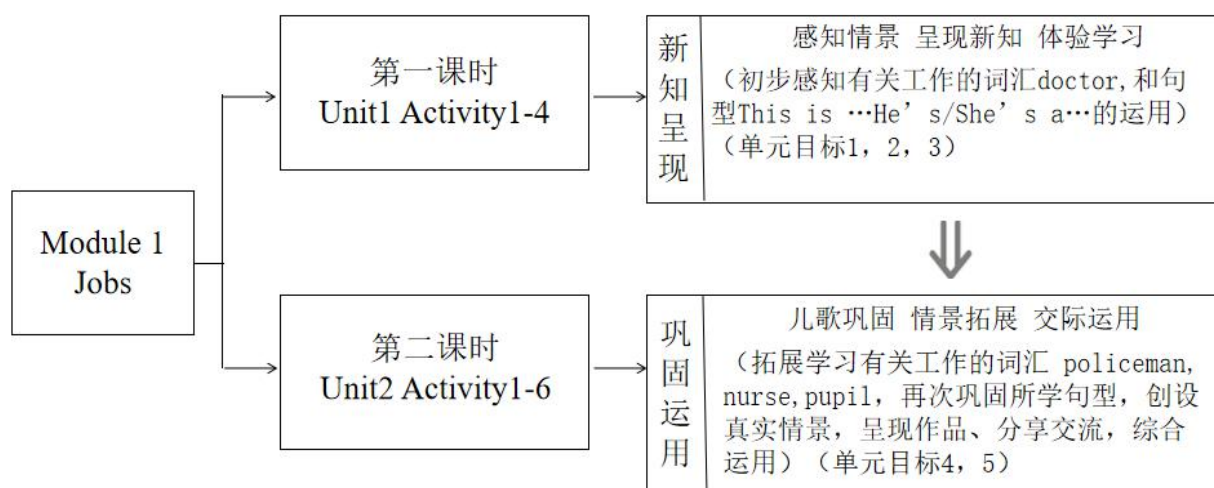 Module 1
Jobs
第一课时
Unit1 Activity1-4
新知呈现
感知情景 呈现新知 体验学习
（初步感知有关工作的词汇doctor,和句
型This is …He’s/She’s a…的运用）
（单元目标1，2，3）
第二课时
Unit2 Activity1-6
巩固运用
儿歌巩固 情景拓展 交际运用
（拓展学习有关工作的词汇 policeman,
nurse,pupil，再次巩固所学句型，创设
真实情景，呈现作品、分享交流，综合
运用）（单元目标4，5）